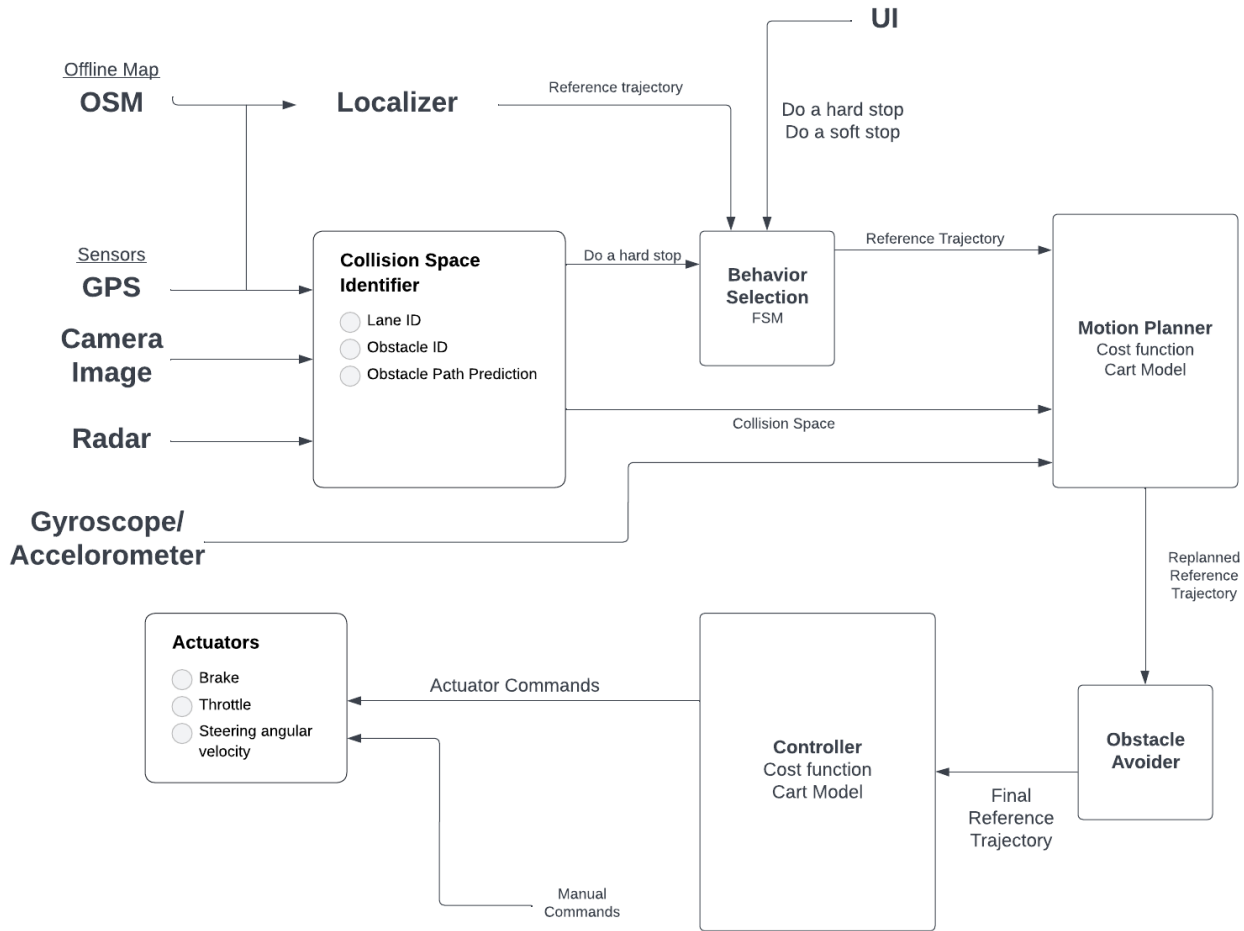 UI
Offline Map
OSM
Localizer
Reference trajectory
Do a hard stop
Do a soft stop
Sensors
GPS
Camera
Image
Radar
Gyroscope/
Accelorometer
Collision Space
Identifier
Lane ID
Obstacle ID
Obstacle Path Prediction
Do a hard stop
Behavior
Selection
FSM
Reference Trajectory
Collision Space
Motion Planner
Cost function
Cart Model
Replanned
Reference
Trajectory
Obstacle
Avoider
Final
Reference
Trajectory
Controller
Cost function
Cart Model
Actuator Commands
Actuators
Brake
Throttle
Steering angular
velocity
Manual
Commands